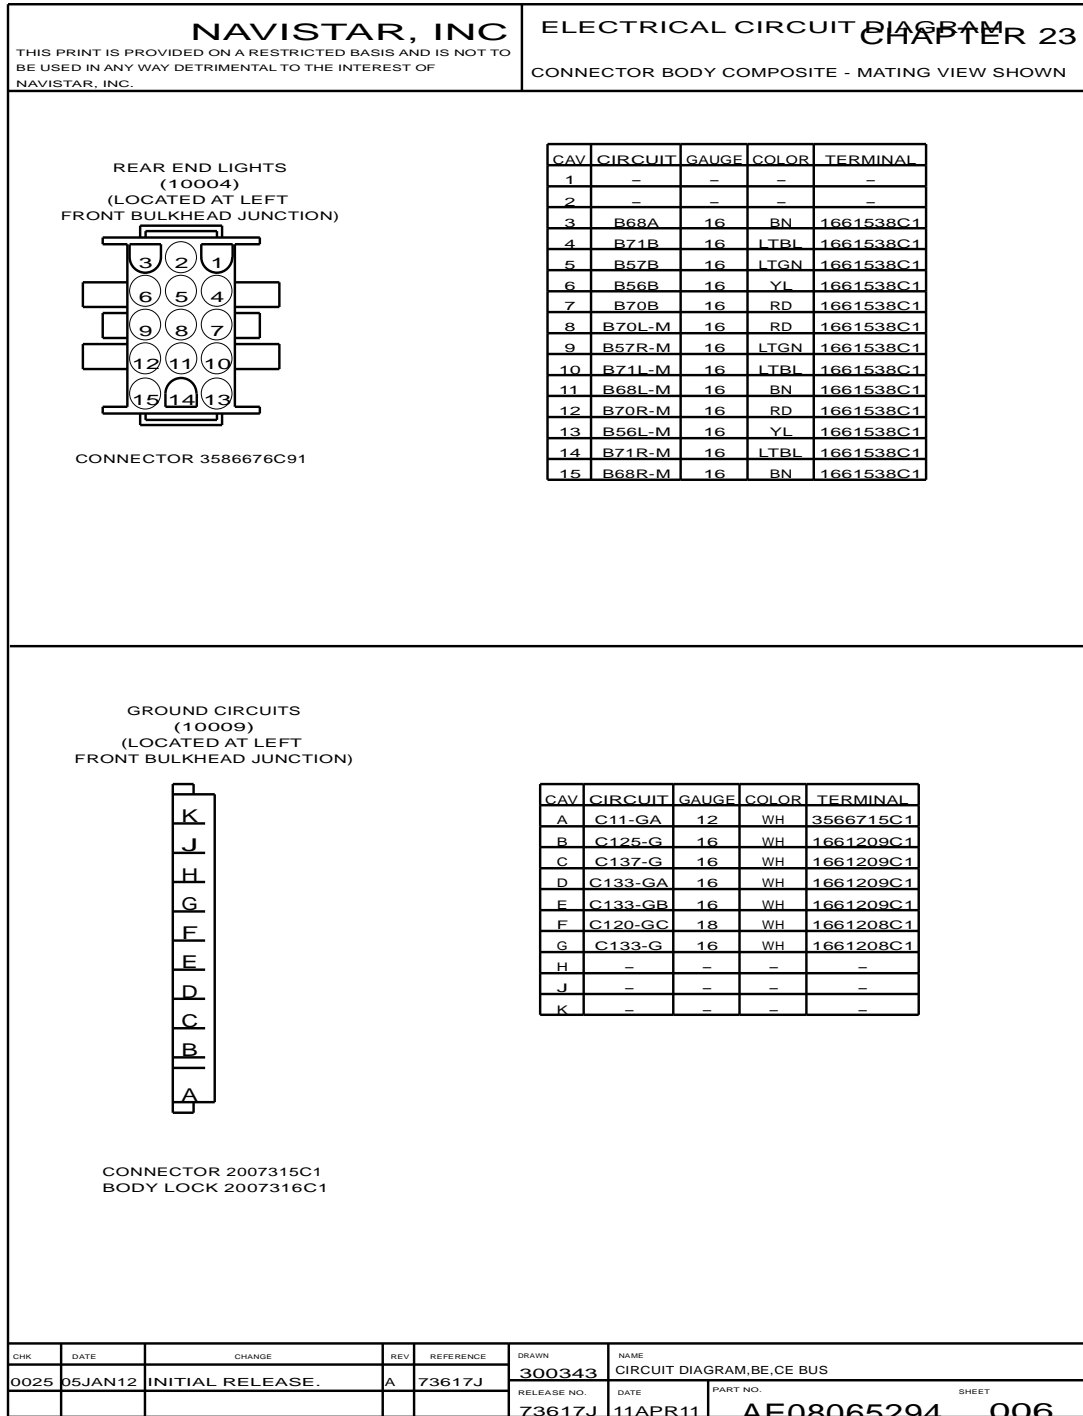 NAVISTAR, INC
THIS PRINT IS PROVIDED ON A RESTRICTED BASIS AND IS NOT TO
BE USED IN ANY WAY DETRIMENTAL TO THE INTEREST OF
NAVISTAR, INC.
ELECTRICAL CIRCUIT DIAGRAM
CHAPTER 23
CONNECTOR BODY COMPOSITE - MATING VIEW SHOWN
REAR END LIGHTS
(10004)
(LOCATED AT LEFT
FRONT BULKHEAD JUNCTION)
3 2 1
6 5 4
9 8 7
12 11 10
15 14 13
CONNECTOR 3586676C91
CAV CIRCUIT GAUGE COLOR TERMINAL
1 – – – –
2 – – – –
3 B68A 16 BN 1661538C1
4 B71B 16 LTBL 1661538C1
5 B57B 16 LTGN 1661538C1
6 B56B 16 YL 1661538C1
7 B70B 16 RD 1661538C1
8 B70L-M 16 RD 1661538C1
9 B57R-M 16 LTGN 1661538C1
10 B71L-M 16 LTBL 1661538C1
11 B68L-M 16 BN 1661538C1
12 B70R-M 16 RD 1661538C1
13 B56L-M 16 YL 1661538C1
14 B71R-M 16 LTBL 1661538C1
15 B68R-M 16 BN 1661538C1
GROUND CIRCUITS
(10009)
(LOCATED AT LEFT
FRONT BULKHEAD JUNCTION)
K
J
H
G
F
E
D
C
B
A
CONNECTOR 2007315C1
BODY LOCK 2007316C1
CAV CIRCUIT GAUGE COLOR TERMINAL
A C11-GA 12 WH 3566715C1
B C125-G 16 WH 1661209C1
C C137-G 16 WH 1661209C1
D C133-GA 16 WH 1661209C1
E C133-GB 16 WH 1661209C1
F C120-GC 18 WH 1661208C1
G C133-G 16 WH 1661208C1
H – – – –
J – – – –
K – – – –
CHK DATE CHANGE REV REFERENCE
0025 05JAN12 INITIAL RELEASE. A 73617J
DRAWN
300343
NAME
CIRCUIT DIAGRAM,BE,CE BUS
RELEASE NO.
73617J
DATE
11APR11
PART NO.
AE08065294
SHEET
006